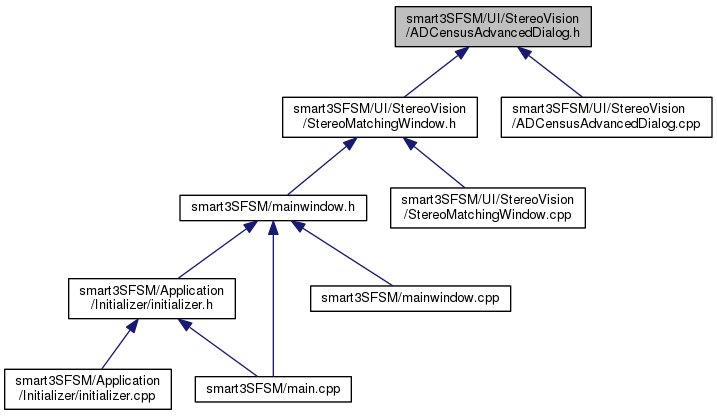 smart3SFSM/UI/StereoVision
/ADCensusAdvancedDialog.h
smart3SFSM/UI/StereoVision
/StereoMatchingWindow.h
smart3SFSM/UI/StereoVision
/ADCensusAdvancedDialog.cpp
smart3SFSM/mainwindow.h
smart3SFSM/UI/StereoVision
/StereoMatchingWindow.cpp
smart3SFSM/Application
/Initializer/initializer.h
smart3SFSM/mainwindow.cpp
smart3SFSM/Application
/Initializer/initializer.cpp
smart3SFSM/main.cpp